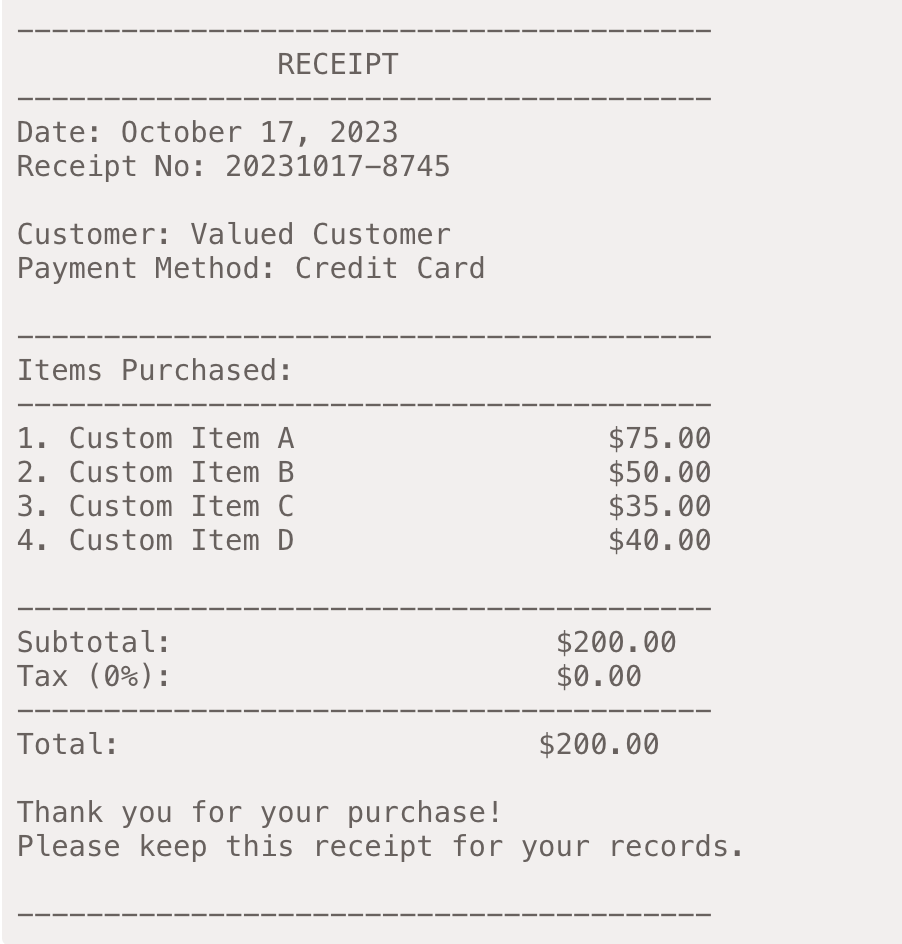 ----------------------------------------
RECEIPT
----------------------------------------
Date: October 17, 2023
Receipt No: 20231017-8745
Customer: Valued Customer
Payment Method: Credit Card
----------------------------------------
Items Purchased:
----------------------------------------
1. Custom Item A $75.00
2. Custom Item B $50.00
3. Custom Item C $35.00
4. Custom Item D $40.00
----------------------------------------
Subtotal: $200.00
Tax (0%): $0.00
----------------------------------------
Total: $200.00
Thank you for your purchase!
Please keep this receipt for your records.
----------------------------------------